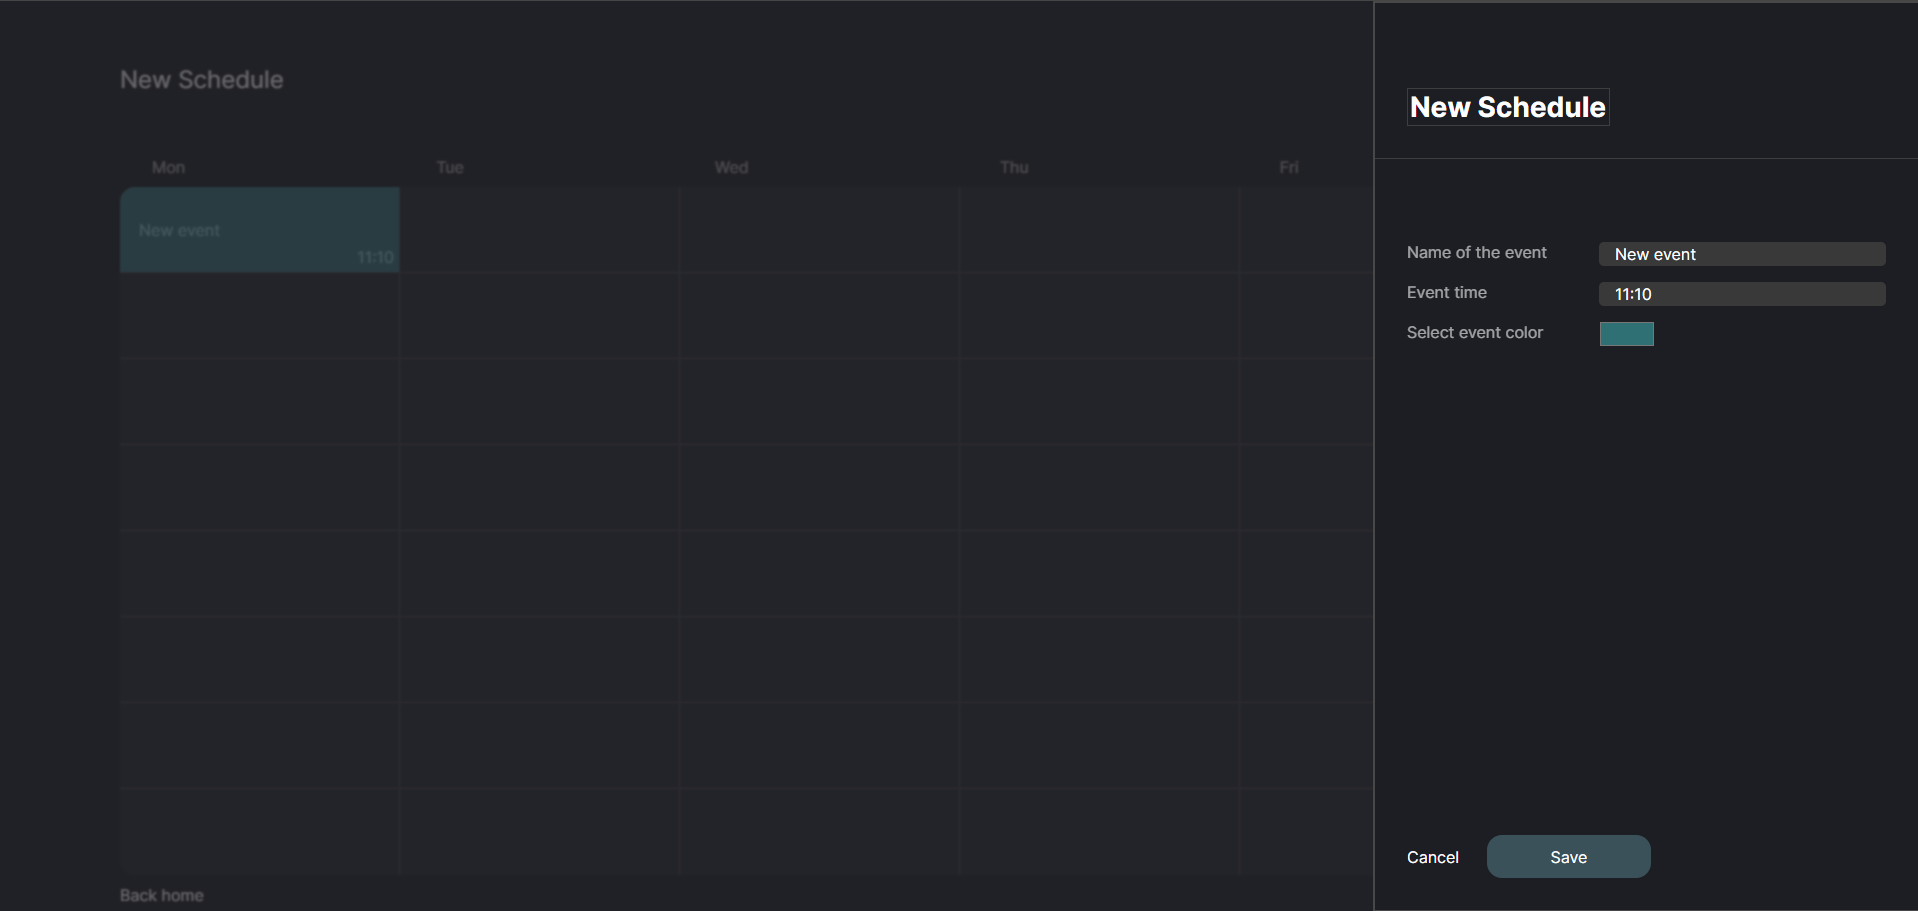 New Schedule
Mon Tue Wed Thu Fri
New event
11:10
Back home
New Schedule
Name of the event New event
Event time 11:10
Select event color
Cancel Save